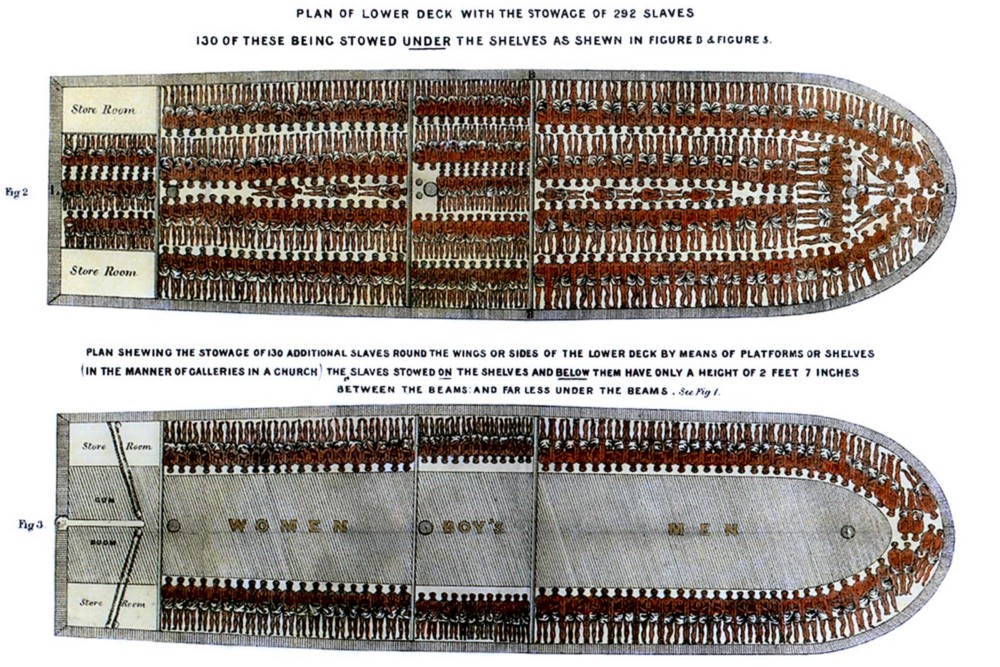 PLAN OF LOWER DECK WITH THE STOWAGE OF 292 SLAVES
130 OF THESE BEING STOWED UNDER THE SHELVES AS SHEWN IN FIGURE D & FIGURE 3.
B
Store Room
Fig 2
Store Room
B
PLAN SHEWING THE STOWAGE OF 130 ADDITIONAL SLAVES ROUND THE WINGS OR SIDES OF THE LOWER DECK BY MEANS OF PLATFORMS OR SHELVES
(IN THE MANNER OF GALLERIES IN A CHURCH) THE SLAVES STOWED ON THE SHELVES AND BELOW THEM HAVE ONLY A HEIGHT OF 2 FEET 7 INCHES
BETWEEN THE BEAMS: AND FAR LESS UNDER THE BEAMS. See Fig 1.
Store Room
GUN
Fig 3 WOMEN BOY'S MEN
ROOM
Store Room